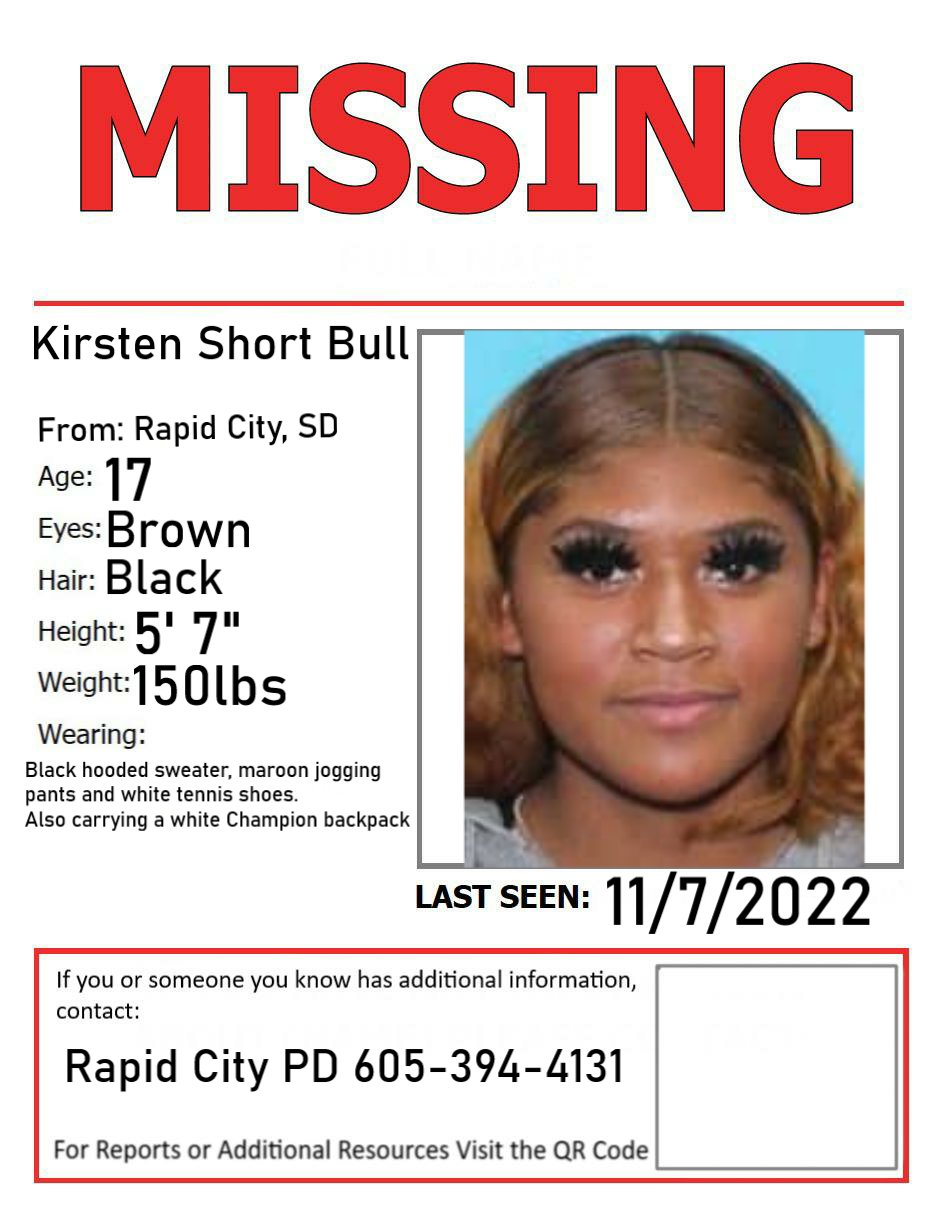 MISSING
FULL NAME
Kirsten Short Bull
From: Rapid City, SD
Age: 17
Eyes: Brown
Hair: Black
Height: 5' 7"
Weight: 150lbs
Wearing:
Black hooded sweater, maroon jogging
pants and white tennis shoes.
Also carrying a white Champion backpack
LAST SEEN: 11/7/2022
If you or someone you know has additional information,
contact:
Rapid City PD 605-394-4131
For Reports or Additional Resources Visit the QR Code